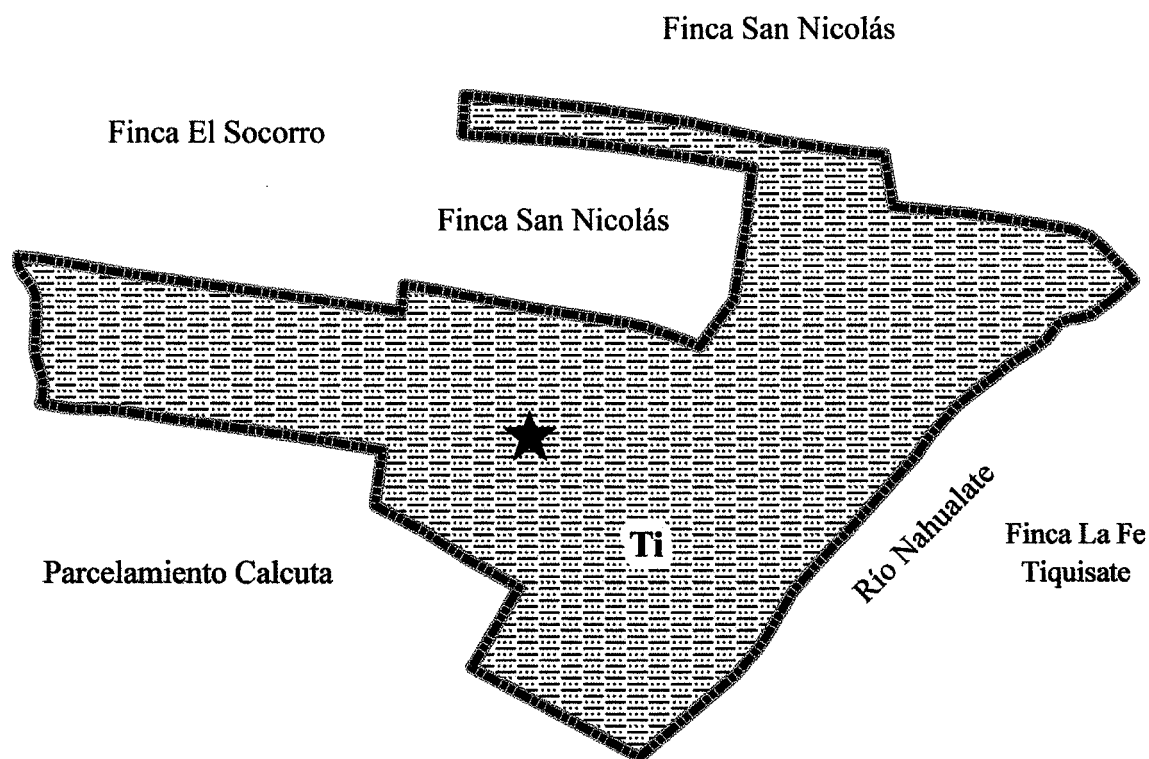 Finca San Nicolás
Finca El Socorro
Finca San Nicolás
Río Nahualate
Finca La Fe
Tiquisate
Ti
Parcelamiento Calcuta